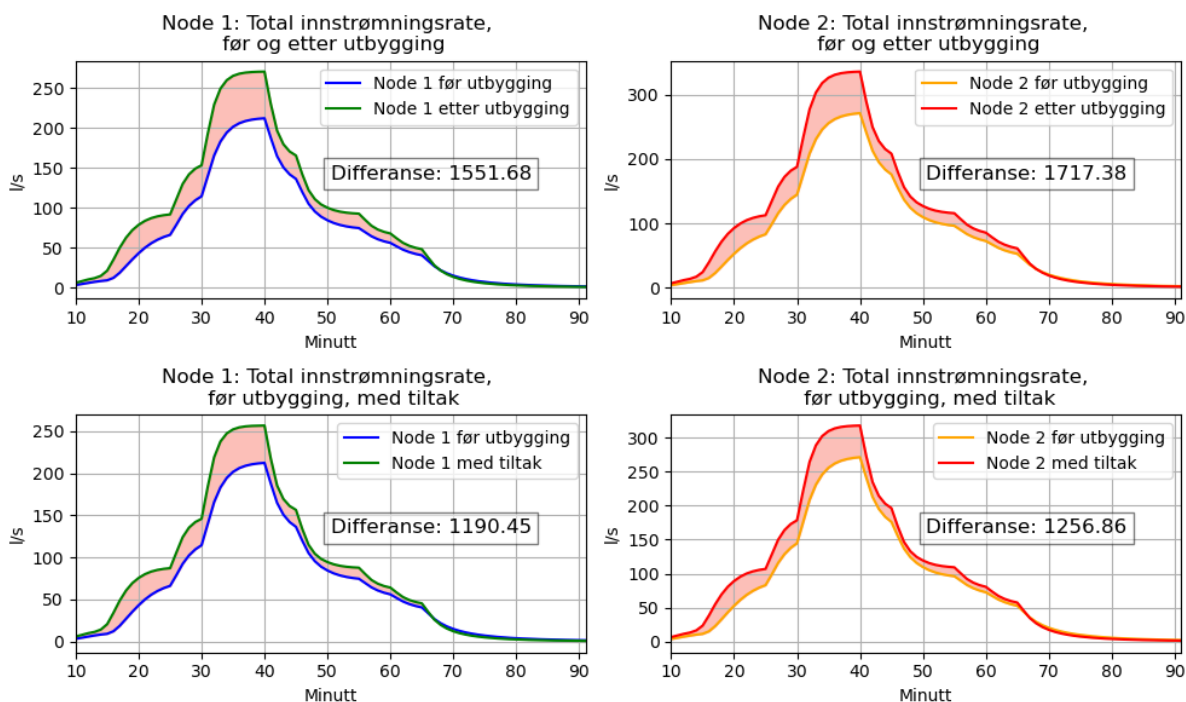 Node 1: Total innstrømningsrate,
før og etter utbygging
250
200
150
100
50
0
l/s
Node 1 før utbygging
Node 1 etter utbygging
Differanse: 1551.68
10 20 30 40 50 60 70 80 90
Minutt
Node 2: Total innstrømningsrate,
før og etter utbygging
300
200
100
0
l/s
Node 2 før utbygging
Node 2 etter utbygging
Differanse: 1717.38
10 20 30 40 50 60 70 80 90
Minutt
Node 1: Total innstrømningsrate,
før utbygging, med tiltak
250
200
150
100
50
0
l/s
Node 1 før utbygging
Node 1 med tiltak
Differanse: 1190.45
10 20 30 40 50 60 70 80 90
Minutt
Node 2: Total innstrømningsrate,
før utbygging, med tiltak
300
250
200
150
100
50
0
l/s
Node 2 før utbygging
Node 2 med tiltak
Differanse: 1256.86
10 20 30 40 50 60 70 80 90
Minutt